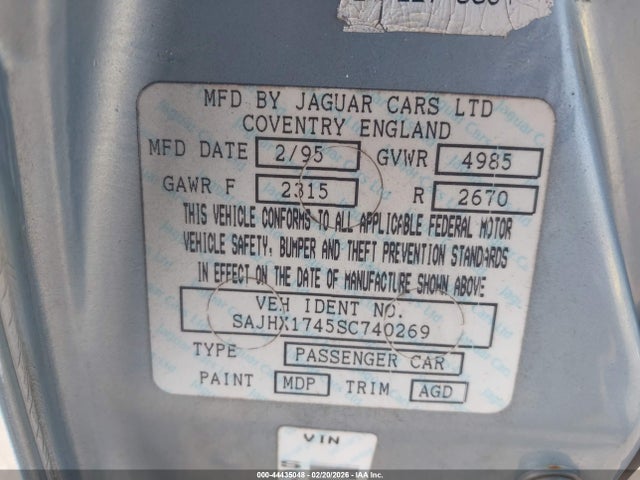 MFD BY JAGUAR CARS LTD
COVENTRY ENGLAND
MFD DATE 2/95 GVWR 4985
GAWR F 2315 R 2670
THIS VEHICLE CONFORMS TO ALL APPLICABLE FEDERAL MOTOR
VEHICLE SAFETY, BUMPER AND THEFT PREVENTION STANDARDS
IN EFFECT ON THE DATE OF MANUFACTURE SHOWN ABOVE
VEH IDENT NO.
SAJHX1745SC740269
TYPE PASSENGER CAR
PAINT MDP TRIM AGD
VIN
000-44435048 - 02/20/2026 - IAAI.COM